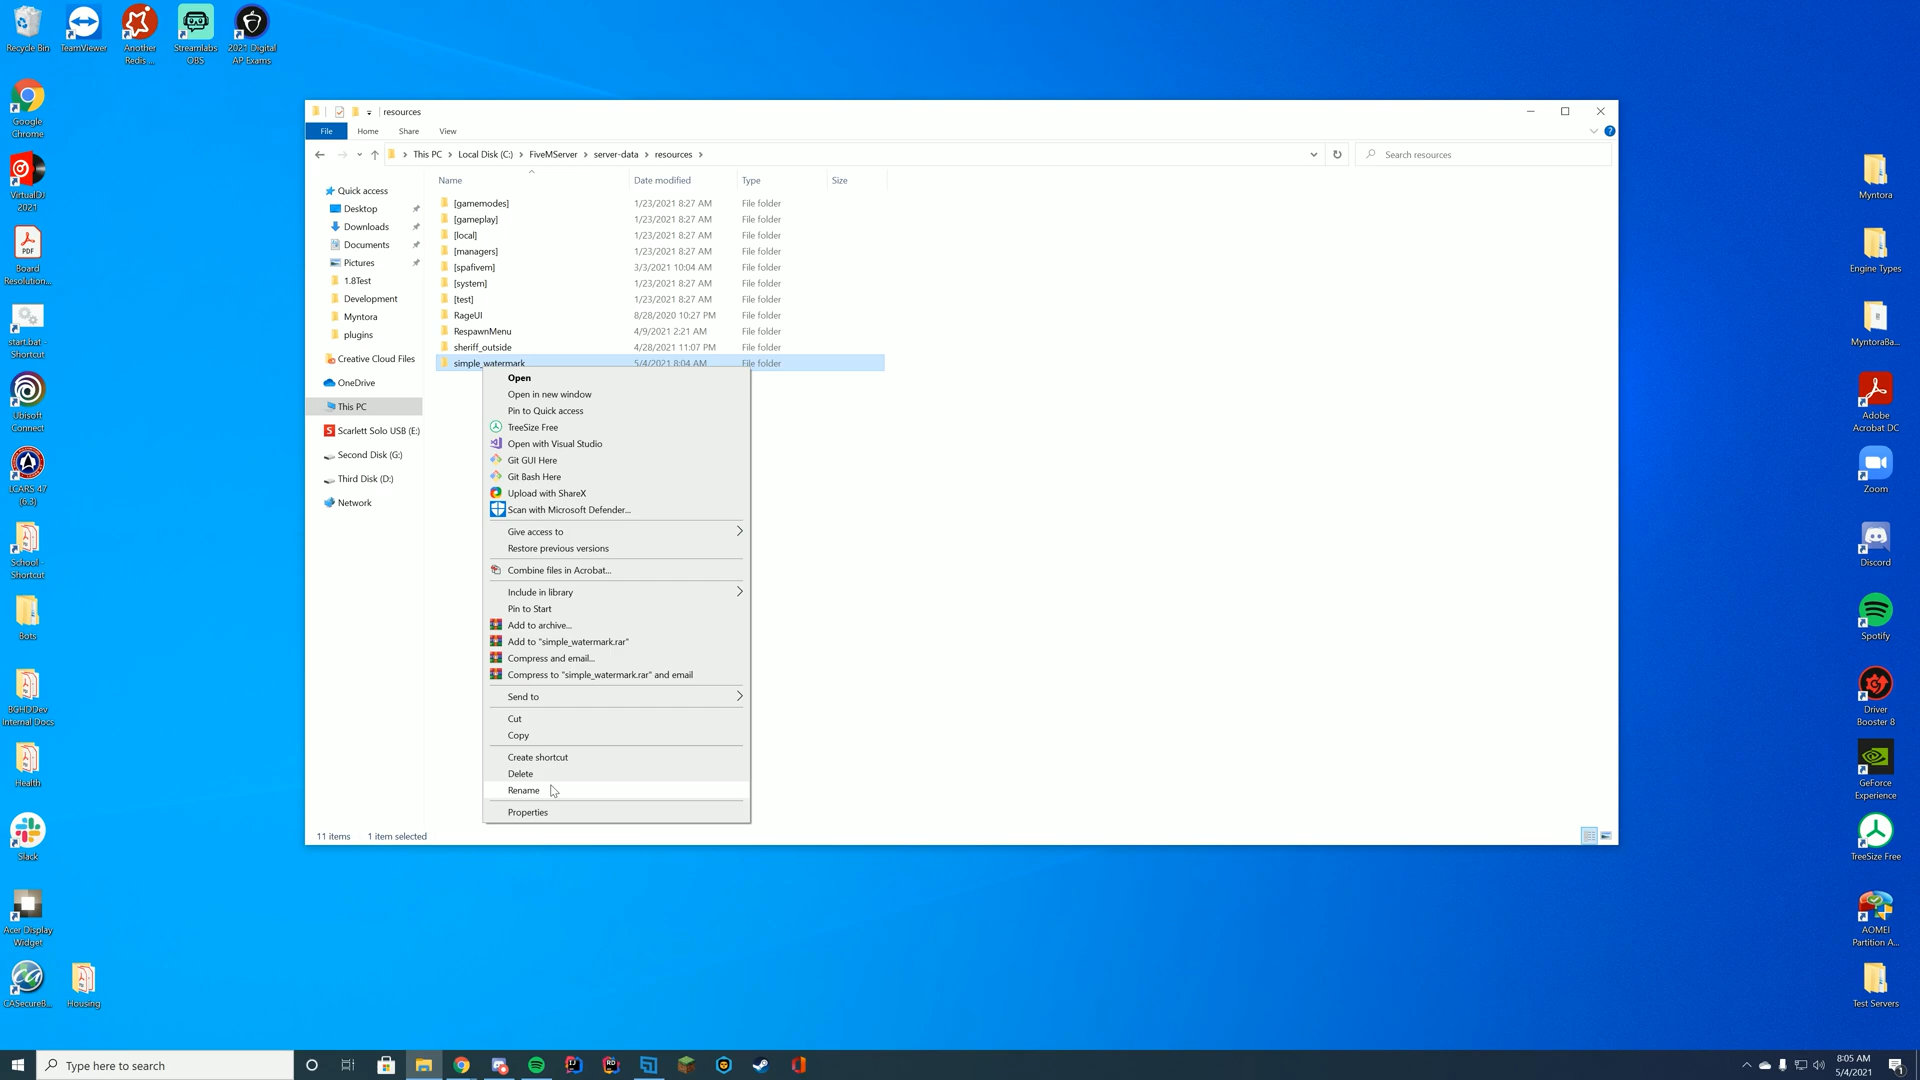 Recycle Bin
TeamViewer
Another
Redis ...
Streamlabs
OBS
2021 Digital
AP Exams
Google
Chrome
VirtualDJ
2021
PDF
Board
Resolution...
start.bat -
Shortcut
Ubisoft
Connect
LCARS 47
(6.3)
School -
Shortcut
Bots
BGHDDev
Internal Docs
Health
Slack
Acer Display
Widget
CASecureB...
Housing
resources
File
Home
Share
View
This PC
Local Disk (C:)
FiveMServer
server-data
resources
Search resources
Quick access
Desktop
Downloads
Documents
Pictures
1.8Test
Development
Myntora
plugins
Creative Cloud Files
OneDrive
This PC
Scarlett Solo USB (E:)
Second Disk (G:)
Third Disk (D:)
Network
Name Date modified Type Size
[gamemodes] 1/23/2021 8:27 AM File folder
[gameplay] 1/23/2021 8:27 AM File folder
[local] 1/23/2021 8:27 AM File folder
[managers] 1/23/2021 8:27 AM File folder
[spafivem] 3/3/2021 10:04 AM File folder
[system] 1/23/2021 8:27 AM File folder
[test] 1/23/2021 8:27 AM File folder
RageUI 8/28/2020 10:27 PM File folder
RespawnMenu 4/9/2021 2:21 AM File folder
sheriff_outside 4/28/2021 11:07 PM File folder
simple_watermark 5/4/2021 8:04 AM File folder
Open
Open in new window
Pin to Quick access
TreeSize Free
Open with Visual Studio
Git GUI Here
Git Bash Here
Upload with ShareX
Scan with Microsoft Defender...
Give access to
Restore previous versions
Combine files in Acrobat...
Include in library
Pin to Start
Add to archive...
Add to "simple_watermark.rar"
Compress and email...
Compress to "simple_watermark.rar" and email
Send to
Cut
Copy
Create shortcut
Delete
Rename
Properties
11 items 1 item selected
Myntora
Engine Types
MyntoraBa...
Adobe
Acrobat DC
Zoom
Discord
Spotify
Driver
Booster 8
GeForce
Experience
TreeSize Free
AOMEI
Partition A...
Test Servers
Type here to search
8:05 AM
5/4/2021
1